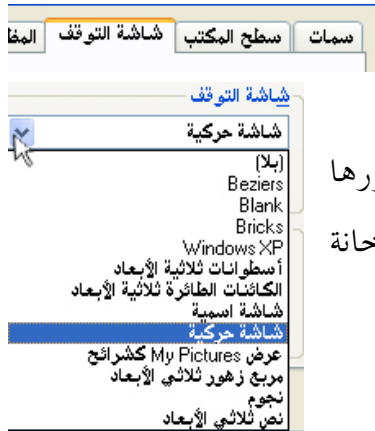 سمات سطح المكتب شاشة التوقف
شاشة التوقف
شاشة حركية
(بلا)
Beziers
Blank
Bricks
Windows XP
أسطوانات ثلاثية الأبعاد
الكائنات الطائرة ثلاثية الأبعاد
شاشة اسمية
شاشة حركية
عرض My Pictures كشرائح
مربع زهور ثلاثي الأبعاد
نجوم
نص ثلاثي الأبعاد
خانة